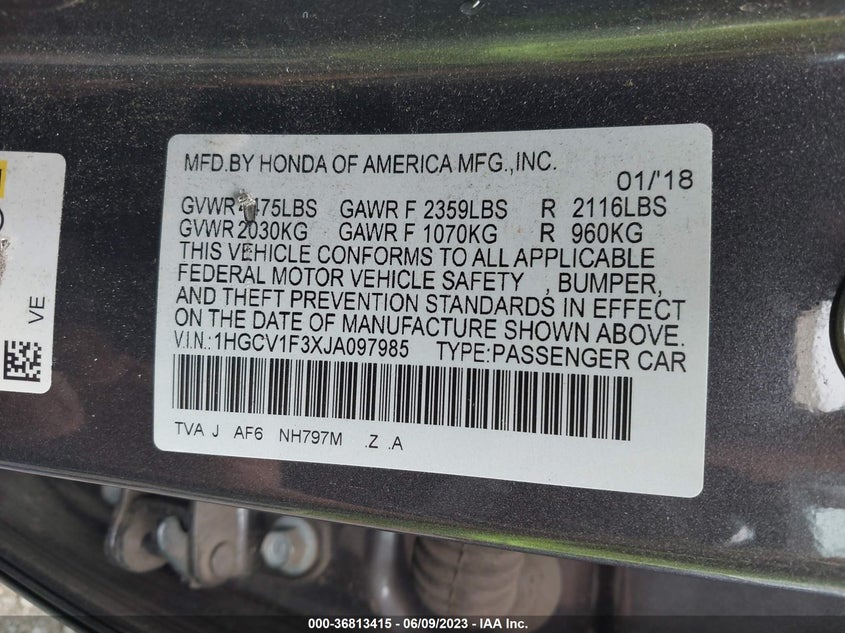 MFD.BY HONDA OF AMERICA MFG.,INC.
01/'18
GVWR 475LBS GAWR F 2359LBS R 2116LBS
GVWR 2030KG GAWR F 1070KG R 960KG
THIS VEHICLE CONFORMS TO ALL APPLICABLE
FEDERAL MOTOR VEHICLE SAFETY , BUMPER,
AND THEFT PREVENTION STANDARDS IN EFFECT
ON THE DATE OF MANUFACTURE SHOWN ABOVE.
V.I.N.:1HGCV1F3XJA097985 TYPE:PASSENGER CAR
TVA J AF6 NH797M .Z .A
VE
000-36813415 - 06/09/2023 - IAA Inc.